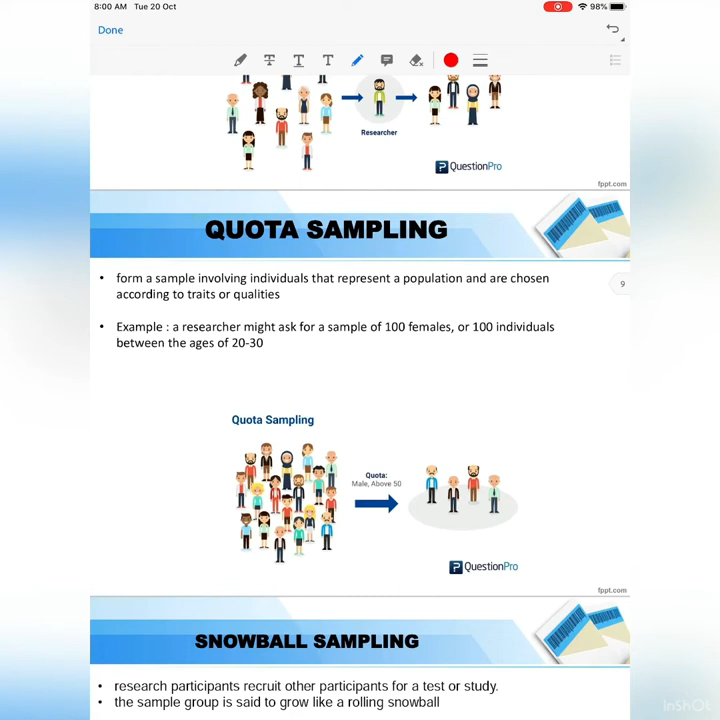 8:00 AM Tue 20 Oct
98%
Done
T T T
Researcher
P QuestionPro
fppt.com
QUOTA SAMPLING
9
• form a sample involving individuals that represent a population and are chosen
according to traits or qualities
• Example : a researcher might ask for a sample of 100 females, or 100 individuals
between the ages of 20-30
Quota Sampling
Quota:
Male, Above 50
P QuestionPro
fppt.com
SNOWBALL SAMPLING
• research participants recruit other participants for a test or study.
• the sample group is said to grow like a rolling snowball
InShOt